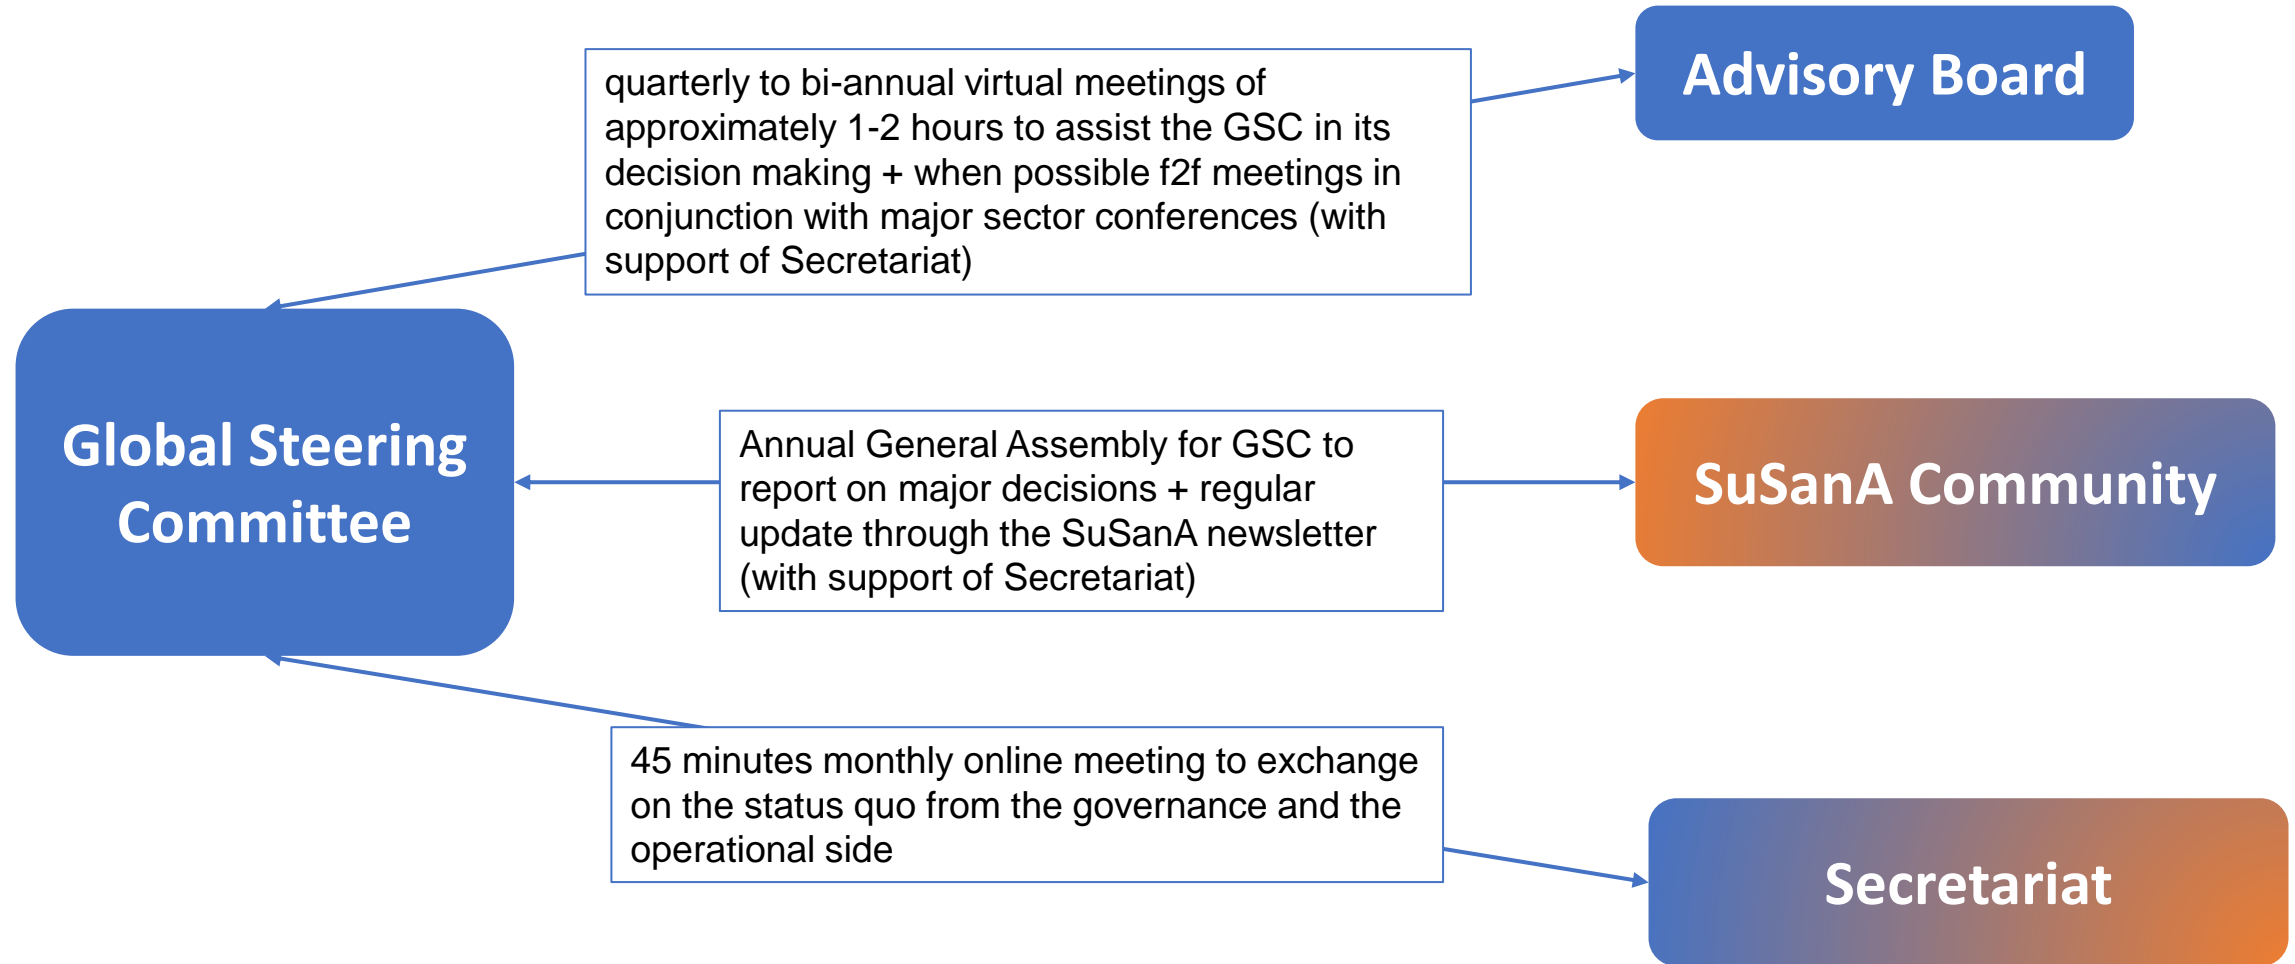 quarterly to bi-annual virtual meetings of
approximately 1-2 hours to assist the GSC in its
decision making + when possible f2f meetings in
conjunction with major sector conferences (with
support of Secretariat)
Advisory Board
Global Steering
Committee
Annual General Assembly for GSC to
report on major decisions + regular
update through the SuSanA newsletter
(with support of Secretariat)
SuSanA Community
45 minutes monthly online meeting to exchange
on the status quo from the governance and the
operational side
Secretariat